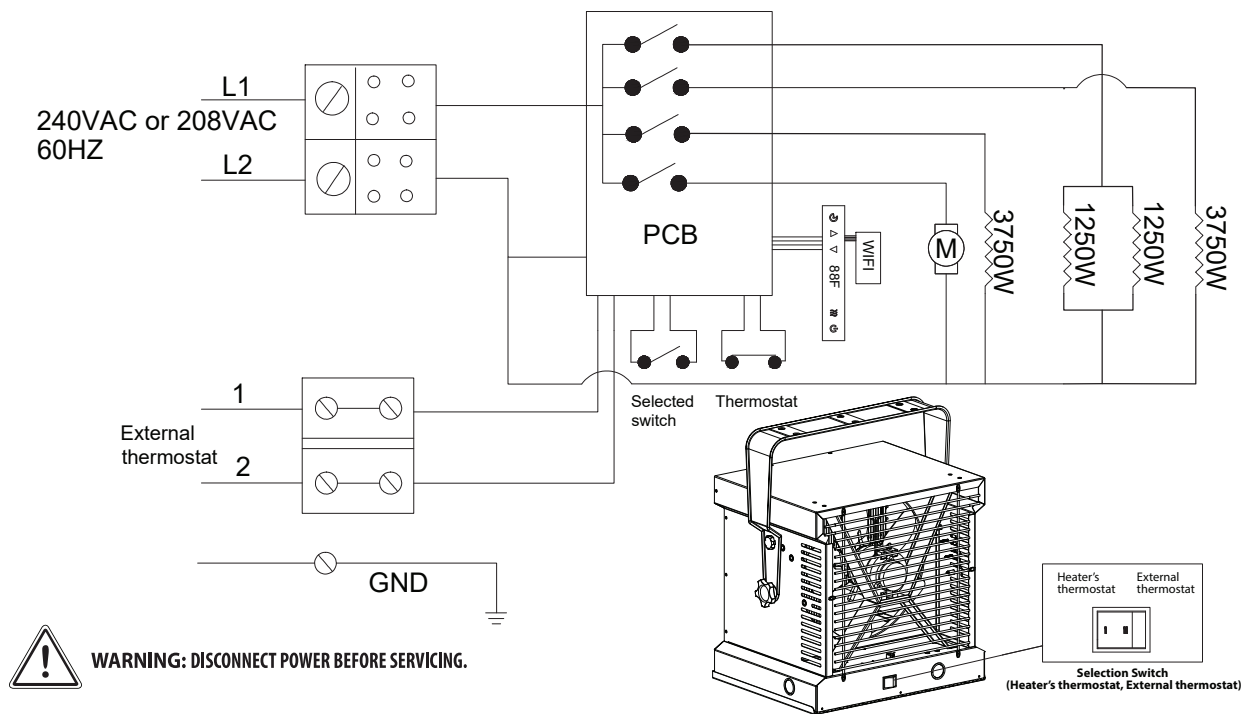 L1
240VAC or 208VAC
60HZ
L2
PCB
88F
WIFI
M
3750W
1250W
1250W
3750W
1
External
thermostat
2
Selected
switch
Thermostat
GND
Heater's
thermostat
External
thermostat
I
II
Selection Switch
(Heater's thermostat, External thermostat)
WARNING: DISCONNECT POWER BEFORE SERVICING.